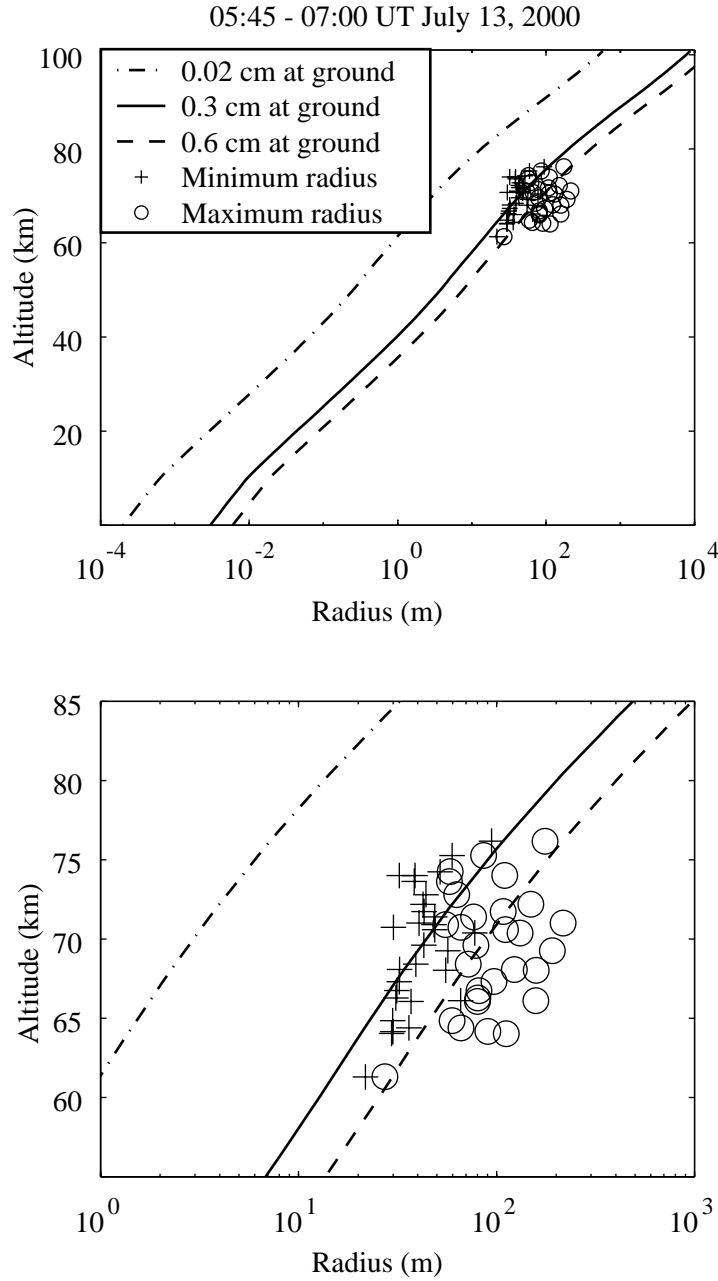 05:45 - 07:00 UT July 13, 2000
0.02 cm at ground
0.3 cm at ground
0.6 cm at ground
Minimum radius
Maximum radius
100
80
60
40
20
Altitude (km)
10^-4 10^-2 10^0 10^2 10^4
Radius (m)
85
80
75
70
65
60
Altitude (km)
10^0 10^1 10^2 10^3
Radius (m)